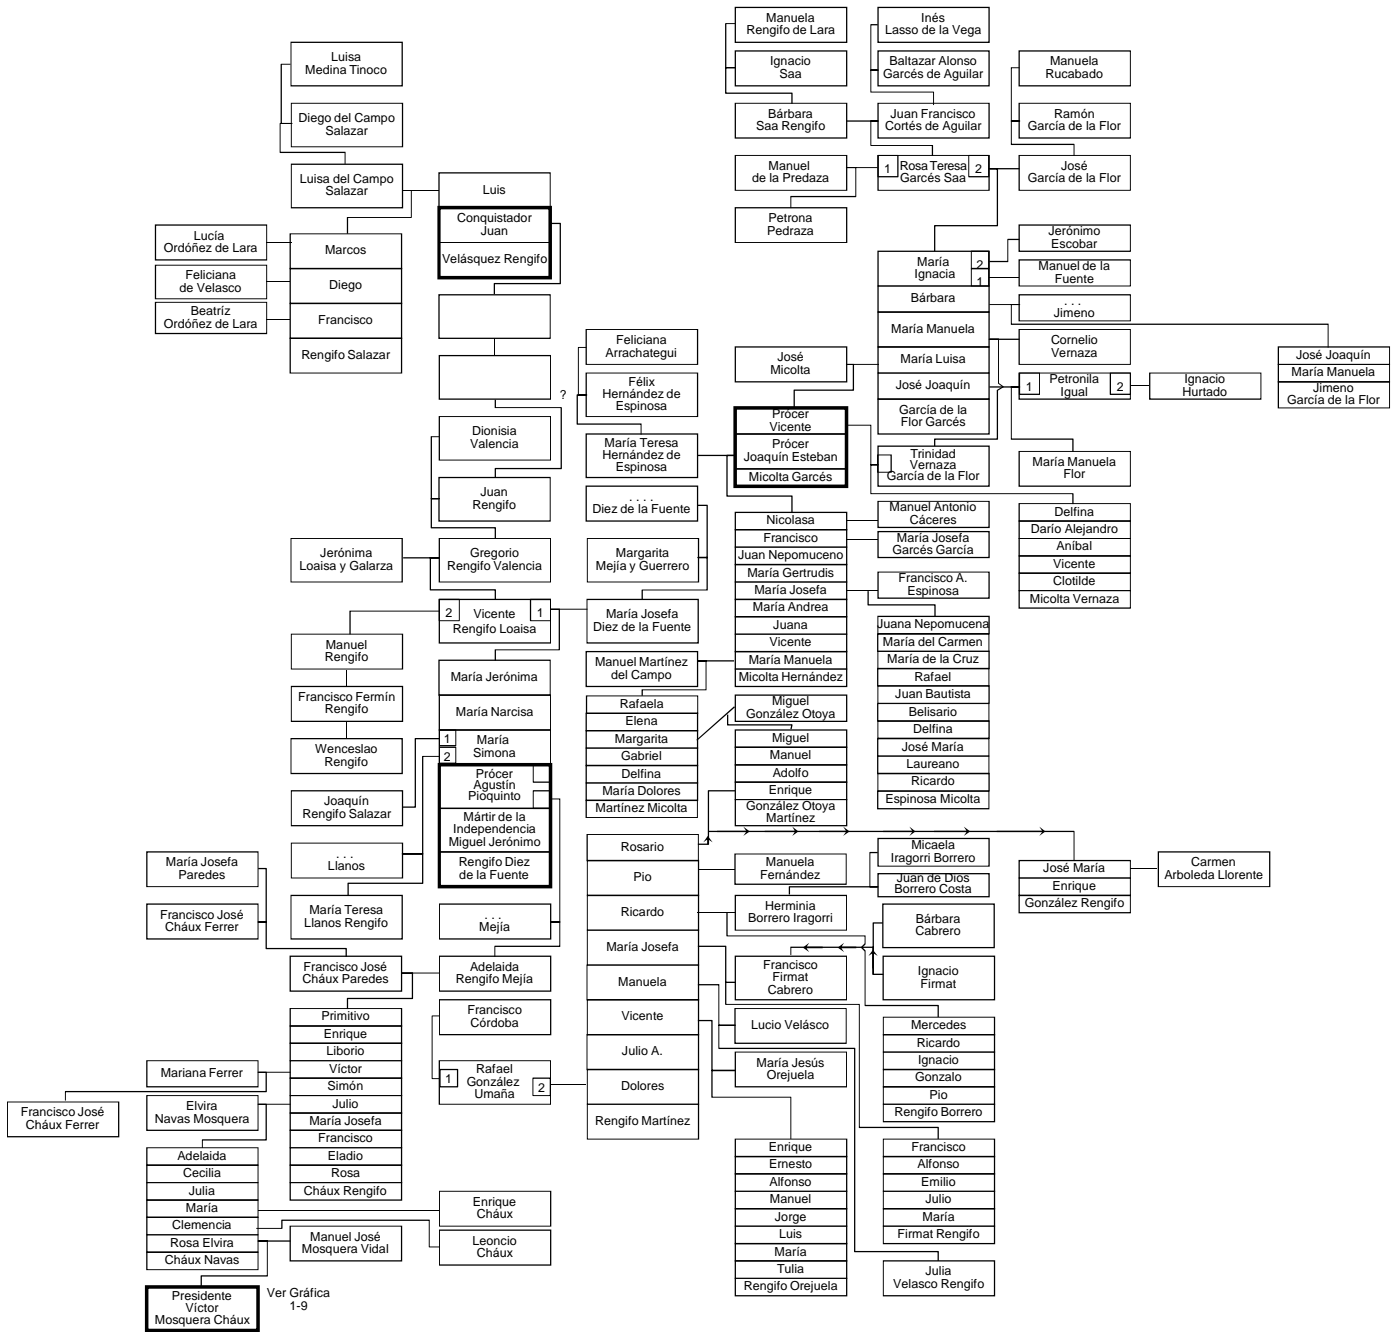 Manuela
Rengifo de Lara
Inés
Lasso de la Vega
Luisa
Medina Tinoco
Ignacio
Saa
Baltazar Alonso
Garcés de Aguilar
Manuela
Rucabado
Diego del Campo
Salazar
Bárbara
Saa Rengifo
Juan Francisco
Cortés de Aguilar
Ramón
García de la Flor
Luisa del Campo
Salazar
Luis
Manuel
de la Predaza
1
Rosa Teresa
Garcés Saa
2
José
García de la Flor
Conquistador
Juan
Velásquez Rengifo
Petrona
Pedraza
Lucía
Ordóñez de Lara
Feliciana
de Velasco
Beatríz
Ordóñez de Lara
Marcos
Diego
Francisco
Rengifo Salazar
María
Ignacia
2
1
Bárbara
María Manuela
María Luisa
José Joaquín
García de la
Flor Garcés
Jerónimo
Escobar
Manuel de la
Fuente
. . .
Jimeno
Cornelio
Vernaza
1
Petronila
Igual
2
Ignacio
Hurtado
José Joaquín
María Manuela
Jimeno
García de la Flor
Feliciana
Arrachategui
?
Félix
Hernández de
Espinosa
José
Micolta
Prócer
Vicente
Prócer
Joaquín Esteban
Micolta Garcés
Dionisia
Valencia
María Teresa
Hernández de
Espinosa
Trinidad
Vernaza
García de la Flor
María Manuela
Flor
Juan
Rengifo
. . . .
Diez de la Fuente
Nicolasa
Francisco
Juan Nepomuceno
María Gertrudis
María Josefa
María Andrea
Juana
Vicente
María Manuela
Micolta Hernández
Manuel Antonio
Cáceres
María Josefa
Garcés García
Delfina
Darío Alejandro
Aníbal
Vicente
Clotilde
Micolta Vernaza
Jerónima
Loaisa y Galarza
Gregorio
Rengifo Valencia
Margarita
Mejía y Guerrero
Francisco A.
Espinosa
2
Vicente
Rengifo Loaisa
1
María Josefa
Diez de la Fuente
Juana Nepomucena
María del Carmen
María de la Cruz
Rafael
Juan Bautista
Belisario
Delfina
José María
Laureano
Ricardo
Espinosa Micolta
Manuel
Rengifo
Francisco Fermín
Rengifo
Wenceslao
Rengifo
María Jerónima
María Narcisa
1
2
María
Simona
Prócer
Agustín
Pioquinto
Mártir de la
Independencia
Miguel Jerónimo
Rengifo Diez
de la Fuente
Manuel Martínez
del Campo
Rafaela
Elena
Margarita
Gabriel
Delfina
María Dolores
Martínez Micolta
Miguel
González Otoya
Miguel
Manuel
Adolfo
Enrique
González Otoya
Martínez
Joaquín
Rengifo Salazar
. . .
Llanos
María Teresa
Llanos Rengifo
. . .
Mejía
María Josefa
Paredes
Francisco José
Cháux Ferrer
Francisco José
Cháux Paredes
Adelaida
Rengifo Mejía
Rosario
Pio
Ricardo
María Josefa
Manuela
Vicente
Julio A.
Dolores
Rengifo Martínez
Manuela
Fernández
Herminia
Borrero Iragorri
Micaela
Iragorri Borrero
Juan de Dios
Borrero Costa
José María
Enrique
González Rengifo
Carmen
Arboleda Llorente
Francisco
Firmat
Cabrero
Bárbara
Cabrero
Ignacio
Firmat
Lucio Velásco
María Jesús
Orejuela
Mercedes
Ricardo
Ignacio
Gonzalo
Pio
Rengifo Borrero
Francisco
Córdoba
1
Rafael
González
Umaña
2
Primitivo
Enrique
Liborio
Víctor
Simón
Julio
María Josefa
Francisco
Eladio
Rosa
Cháux Rengifo
Mariana Ferrer
Francisco José
Cháux Ferrer
Elvira
Navas Mosquera
Adelaida
Cecilia
Julia
María
Clemencia
Rosa Elvira
Cháux Navas
Enrique
Cháux
Manuel José
Mosquera Vidal
Leoncio
Cháux
Enrique
Ernesto
Alfonso
Manuel
Jorge
Luis
María
Tulia
Rengifo Orejuela
Francisco
Alfonso
Emilio
Julio
María
Firmat Rengifo
Julia
Velasco Rengifo
Presidente
Víctor
Mosquera Cháux
Ver Gráfica
1-9